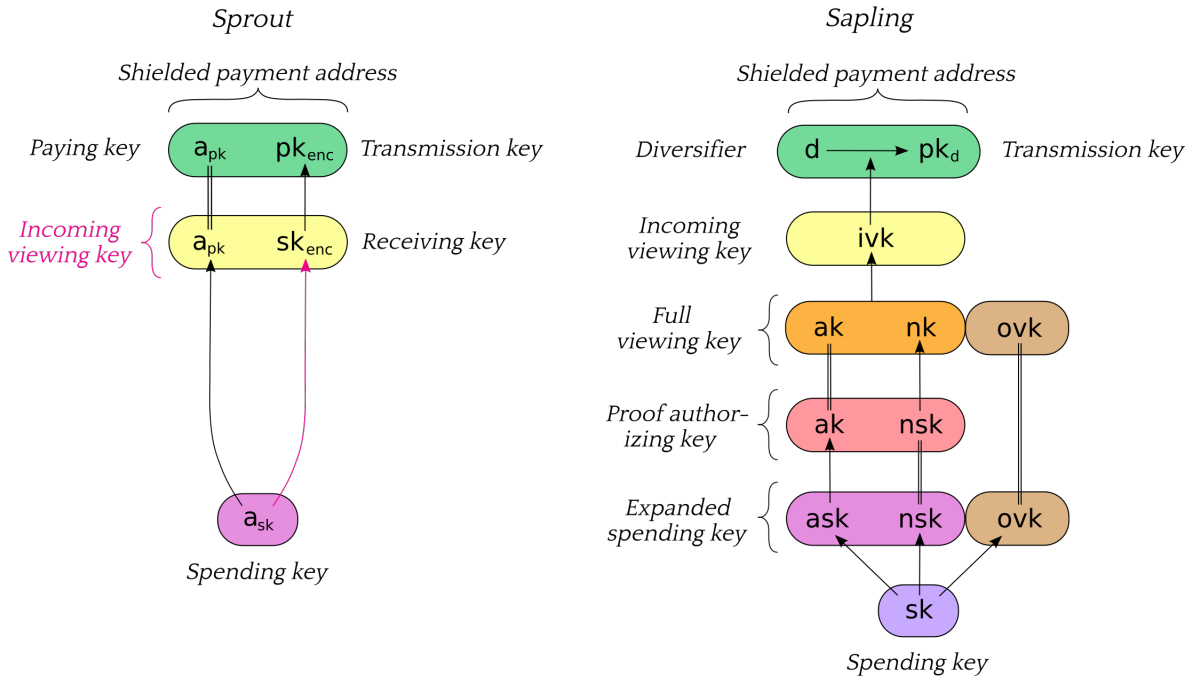 Sprout
Shielded payment address
Paying key
a_pk pk_enc
Transmission key
Incoming
viewing key
a_pk sk_enc
Receiving key
a_sk
Spending key
Sapling
Shielded payment address
Diversifier
d pk_d
Transmission key
Incoming
viewing key
ivk
Full
viewing key
ak nk ovk
Proof author-
izing key
ak nsk
Expanded
spending key
ask nsk ovk
sk
Spending key